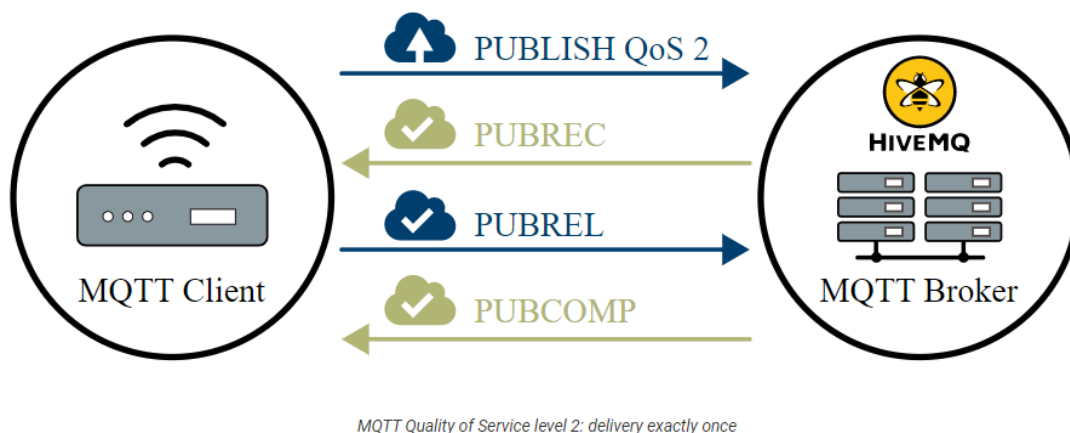 PUBLISH QoS 2
PUBREC
HIVEMQ
PUBREL
MQTT Client
MQTT Broker
PUBCOMP
MQTT Quality of Service level 2: delivery exactly once